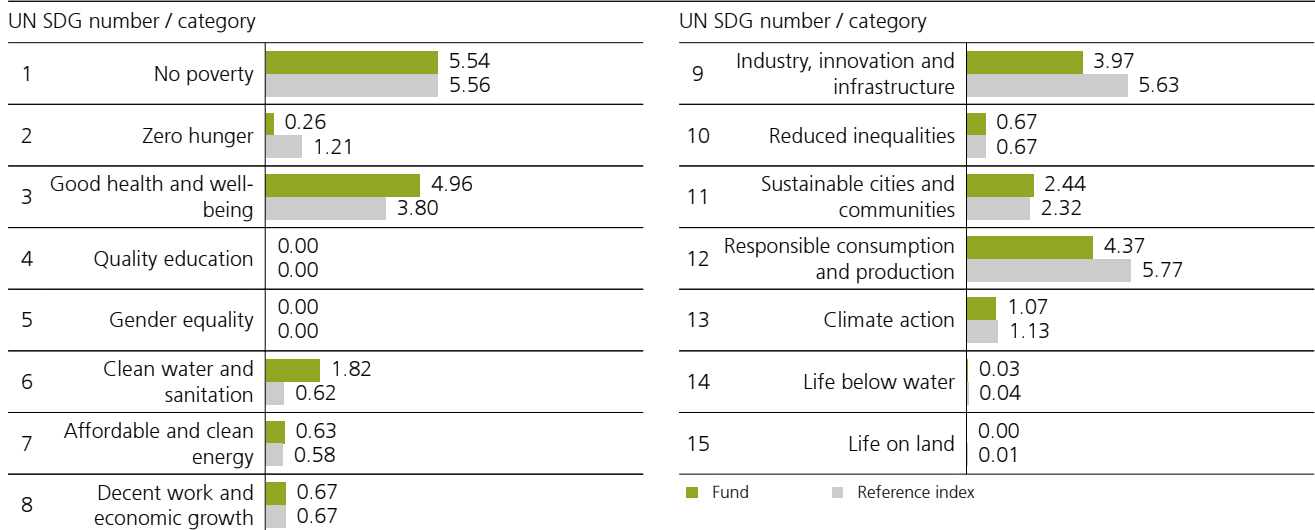 UN SDG number / category
1 No poverty 5.54
5.56
2 Zero hunger 0.26
1.21
3 Good health and well-
being 4.96
3.80
4 Quality education 0.00
0.00
5 Gender equality 0.00
0.00
6 Clean water and
sanitation 1.82
0.62
7 Affordable and clean
energy 0.63
0.58
8 Decent work and
economic growth 0.67
0.67
UN SDG number / category
9 Industry, innovation and
infrastructure 3.97
5.63
10 Reduced inequalities 0.67
0.67
11 Sustainable cities and
communities 2.44
2.32
12 Responsible consumption
and production 4.37
5.77
13 Climate action 1.07
1.13
14 Life below water 0.03
0.04
15 Life on land 0.00
0.01
Fund Reference index